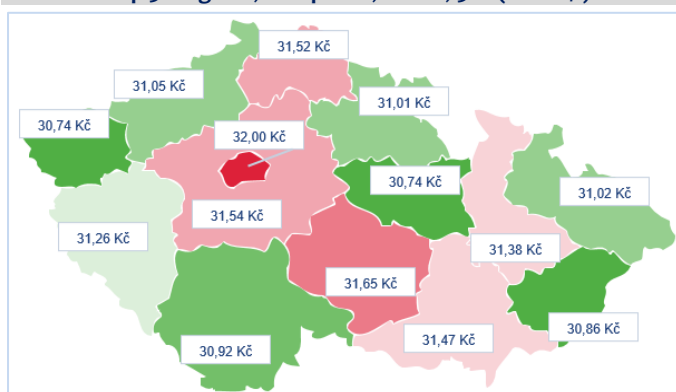 31,52 Kč
31,05 Kč
31,01 Kč
30,74 Kč
32,00 Kč
30,74 Kč
31,02 Kč
31,54 Kč
31,26 Kč
31,38 Kč
31,65 Kč
30,86 Kč
31,47 Kč
30,92 Kč